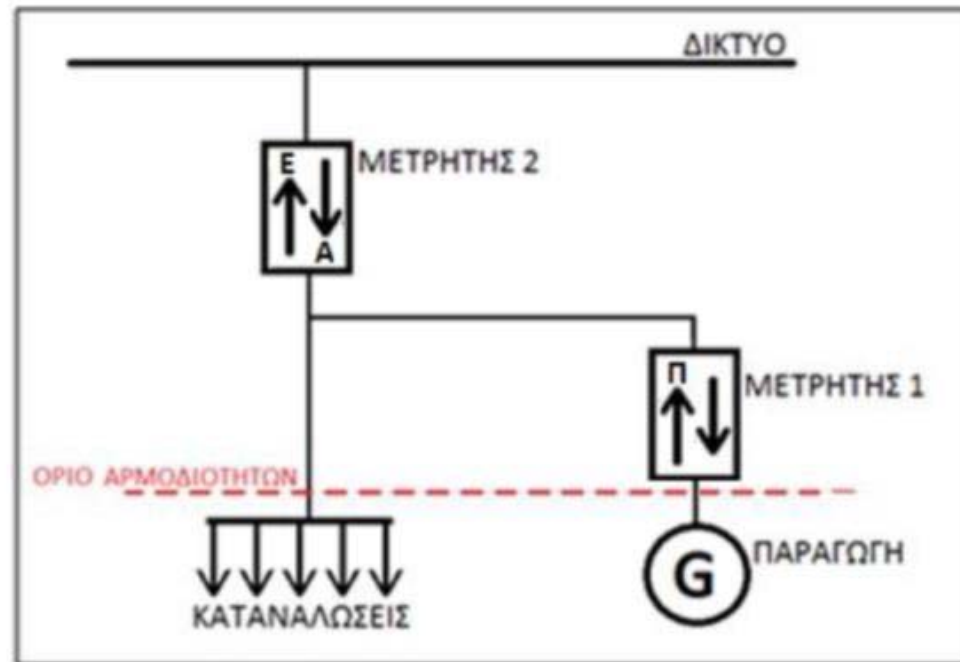 ΔΙΚΤΥΟ
Ε
ΜΕΤΡΗΤΗΣ 2
Α
Π
ΜΕΤΡΗΤΗΣ 1
ΟΡΙΟ ΑΡΜΟΔΙΟΤΗΤΩΝ
G
ΠΑΡΑΓΩΓΗ
ΚΑΤΑΝΑΛΩΣΕΙΣ